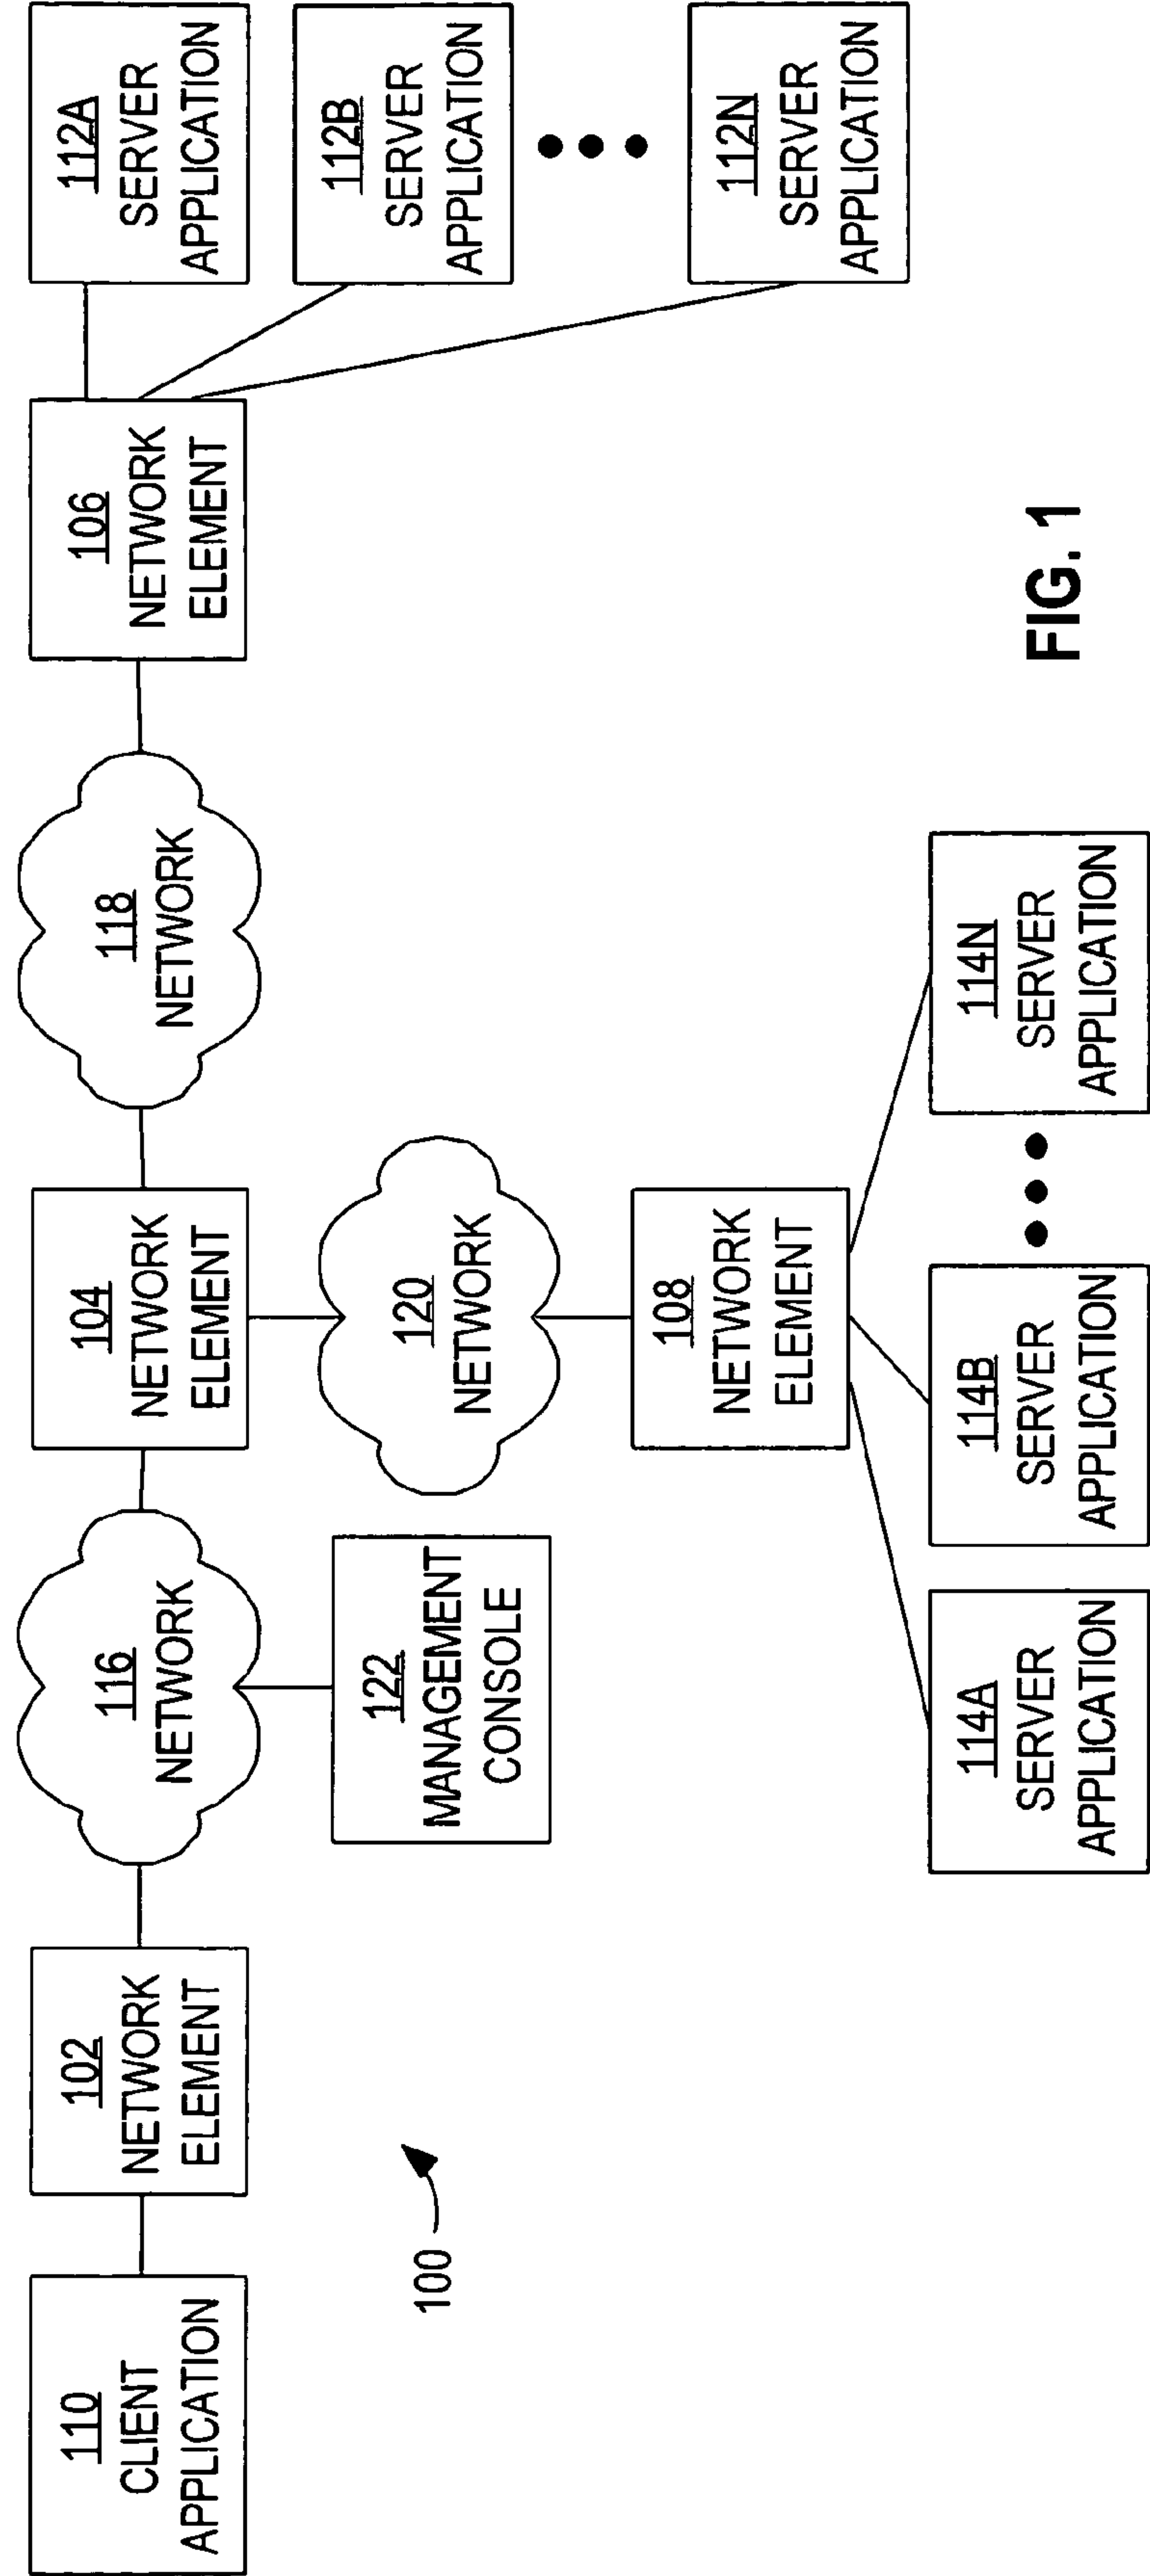 110
CLIENT
APPLICATION
102
NETWORK
ELEMENT
116
NETWORK
104
NETWORK
ELEMENT
118
NETWORK
106
NETWORK
ELEMENT
112A
SERVER
APPLICATION
112B
SERVER
APPLICATION
112N
SERVER
APPLICATION
122
MANAGEMENT
CONSOLE
120
NETWORK
108
NETWORK
ELEMENT
114A
SERVER
APPLICATION
114B
SERVER
APPLICATION
114N
SERVER
APPLICATION
100
FIG. 1